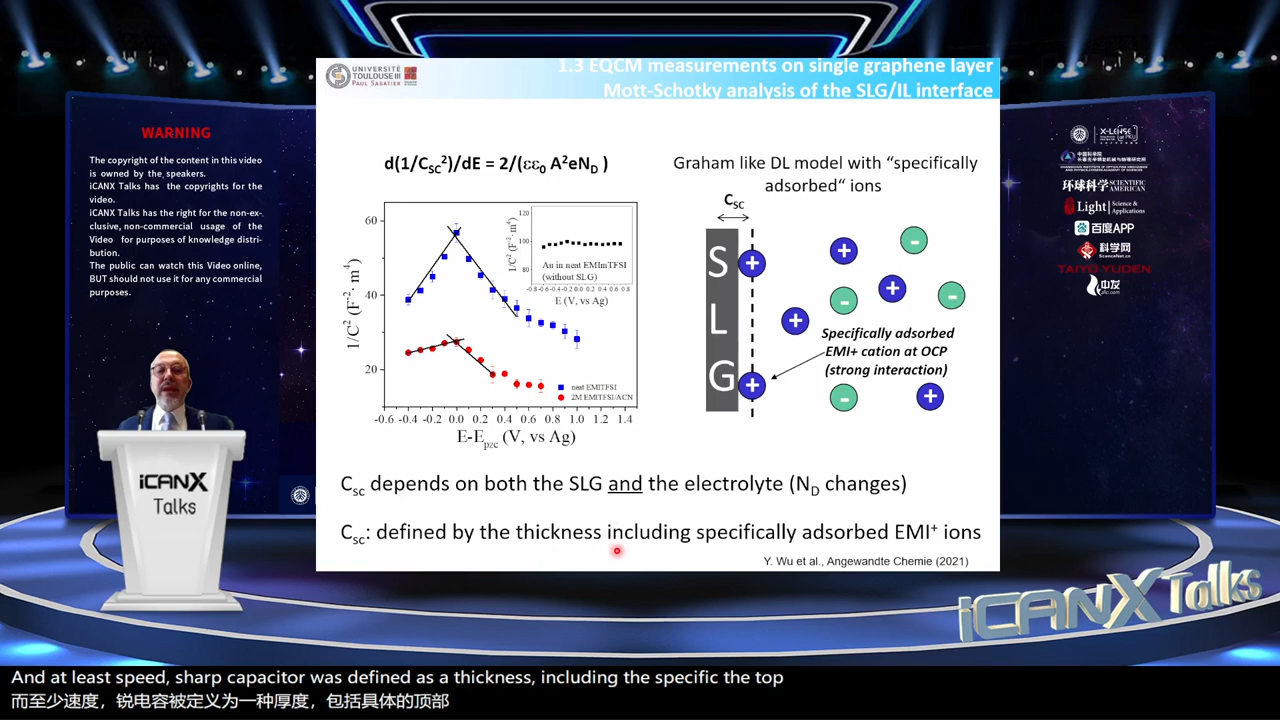 UNIVERSITÉ
TOULOUSE III
PAUL SABATIER
1.3 EQCM measurements on single graphene layer
Mott-Schotky analysis of the SLG/IL interface
WARNING
The copyright of the content in this video
is owned by the speakers.
iCANX Talks has the copyrights for the
video.
iCANX Talks has the right for the non-ex-
clusive, non-commercial usage of the
Video for purposes of knowledge distri-
bution.
The public can watch this Video online,
BUT should not use it for any commercial
purposes.
d(1/C_SC²)/dE = 2/(εε₀ A²eN_D )
60
40
20
1/C² (F⁻²· m⁴)
-0.6 -0.4 -0.2 0.0 0.2 0.4 0.6 0.8 1.0 1.2 1.4
E-E_pzc (V, vs Ag)
neat EMITFSI
2M EMITFSI/ACN
120
100
80
1/C² (F⁻²·m⁴)
Au in neat EMImTFSI
(without SLG)
-0.8 -0.6 -0.4 -0.2 0.0 0.2 0.4 0.6 0.8
E (V, vs Ag)
Graham like DL model with “specifically
adsorbed“ ions
C_SC
S
L
G
+
+
+
+
+
+
-
-
-
-
Specifically adsorbed
EMI+ cation at OCP
(strong interaction)
C_sc depends on both the SLG and the electrolyte (N_D changes)
C_sc: defined by the thickness including specifically adsorbed EMI⁺ ions
Y. Wu et al., Angewandte Chemie (2021)
X-LENSE
中国科学院
环球科学 SCIENTIFIC AMERICAN
Light Science & Applications
百度APP
科学网
ScienceNet.cn
TAIYO YUDEN
中友
iCANX
Talks
iCANX Talks
And at least speed, sharp capacitor was defined as a thickness, including the specific the top
而至少速度，锐电容被定义为一种厚度，包括具体的顶部